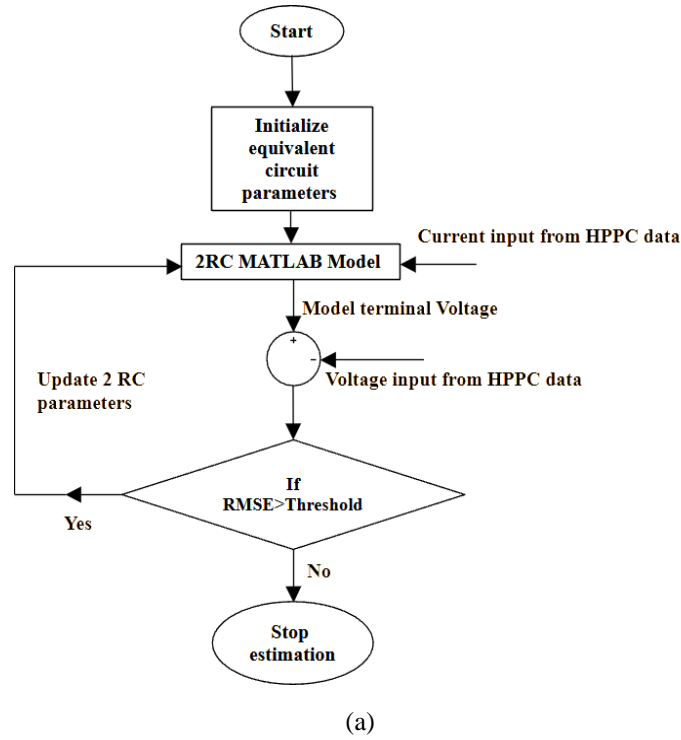 Start
Initialize
equivalent
circuit
parameters
Current input from HPPC data
2RC MATLAB Model
Model terminal Voltage
+
-
Voltage input from HPPC data
Update 2 RC
parameters
If
RMSE>Threshold
Yes
No
Stop
estimation
(a)